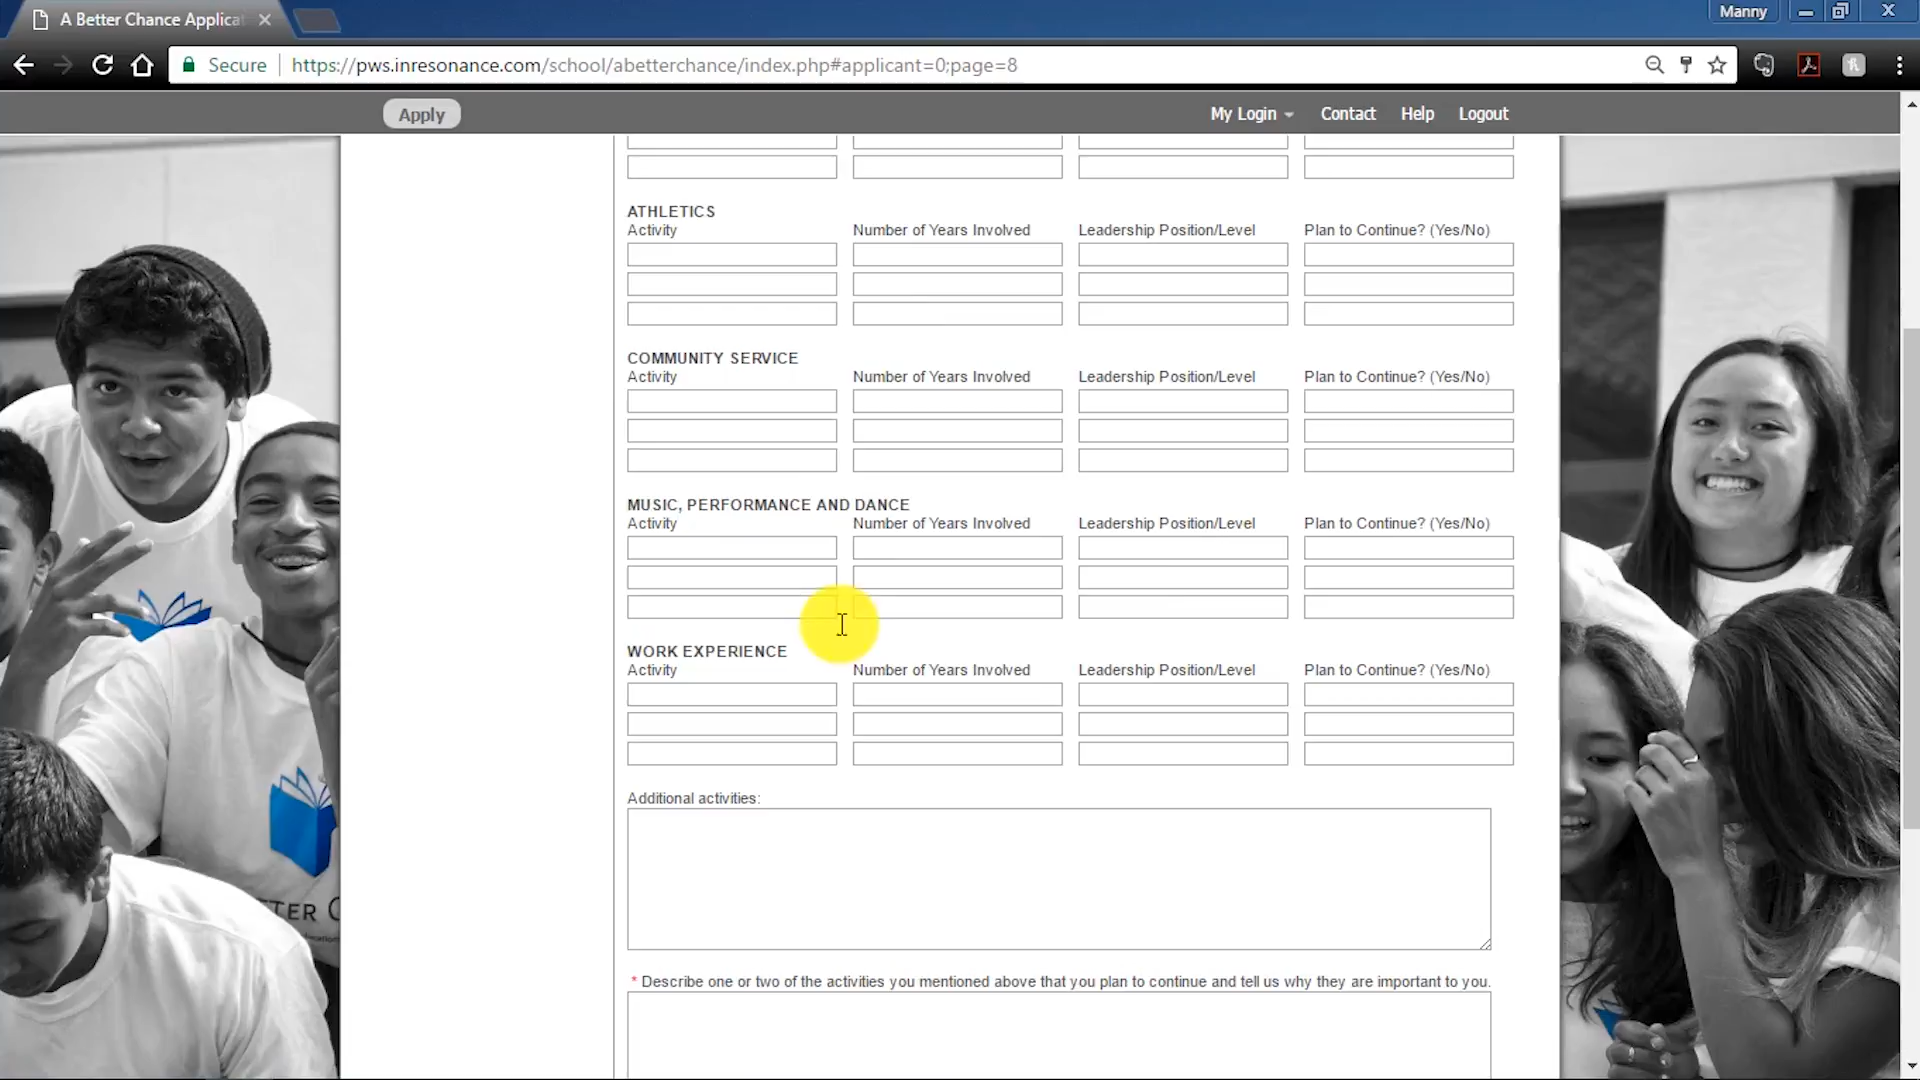 A Better Chance Applica
Manny
Secure https://pws.inresonance.com/school/abetterchance/index.php#applicant=0;page=8
Apply My Login Contact Help Logout
ATHLETICS
Activity Number of Years Involved Leadership Position/Level Plan to Continue? (Yes/No)
COMMUNITY SERVICE
Activity Number of Years Involved Leadership Position/Level Plan to Continue? (Yes/No)
MUSIC, PERFORMANCE AND DANCE
Activity Number of Years Involved Leadership Position/Level Plan to Continue? (Yes/No)
WORK EXPERIENCE
Activity Number of Years Involved Leadership Position/Level Plan to Continue? (Yes/No)
Additional activities:
* Describe one or two of the activities you mentioned above that you plan to continue and tell us why they are important to you.